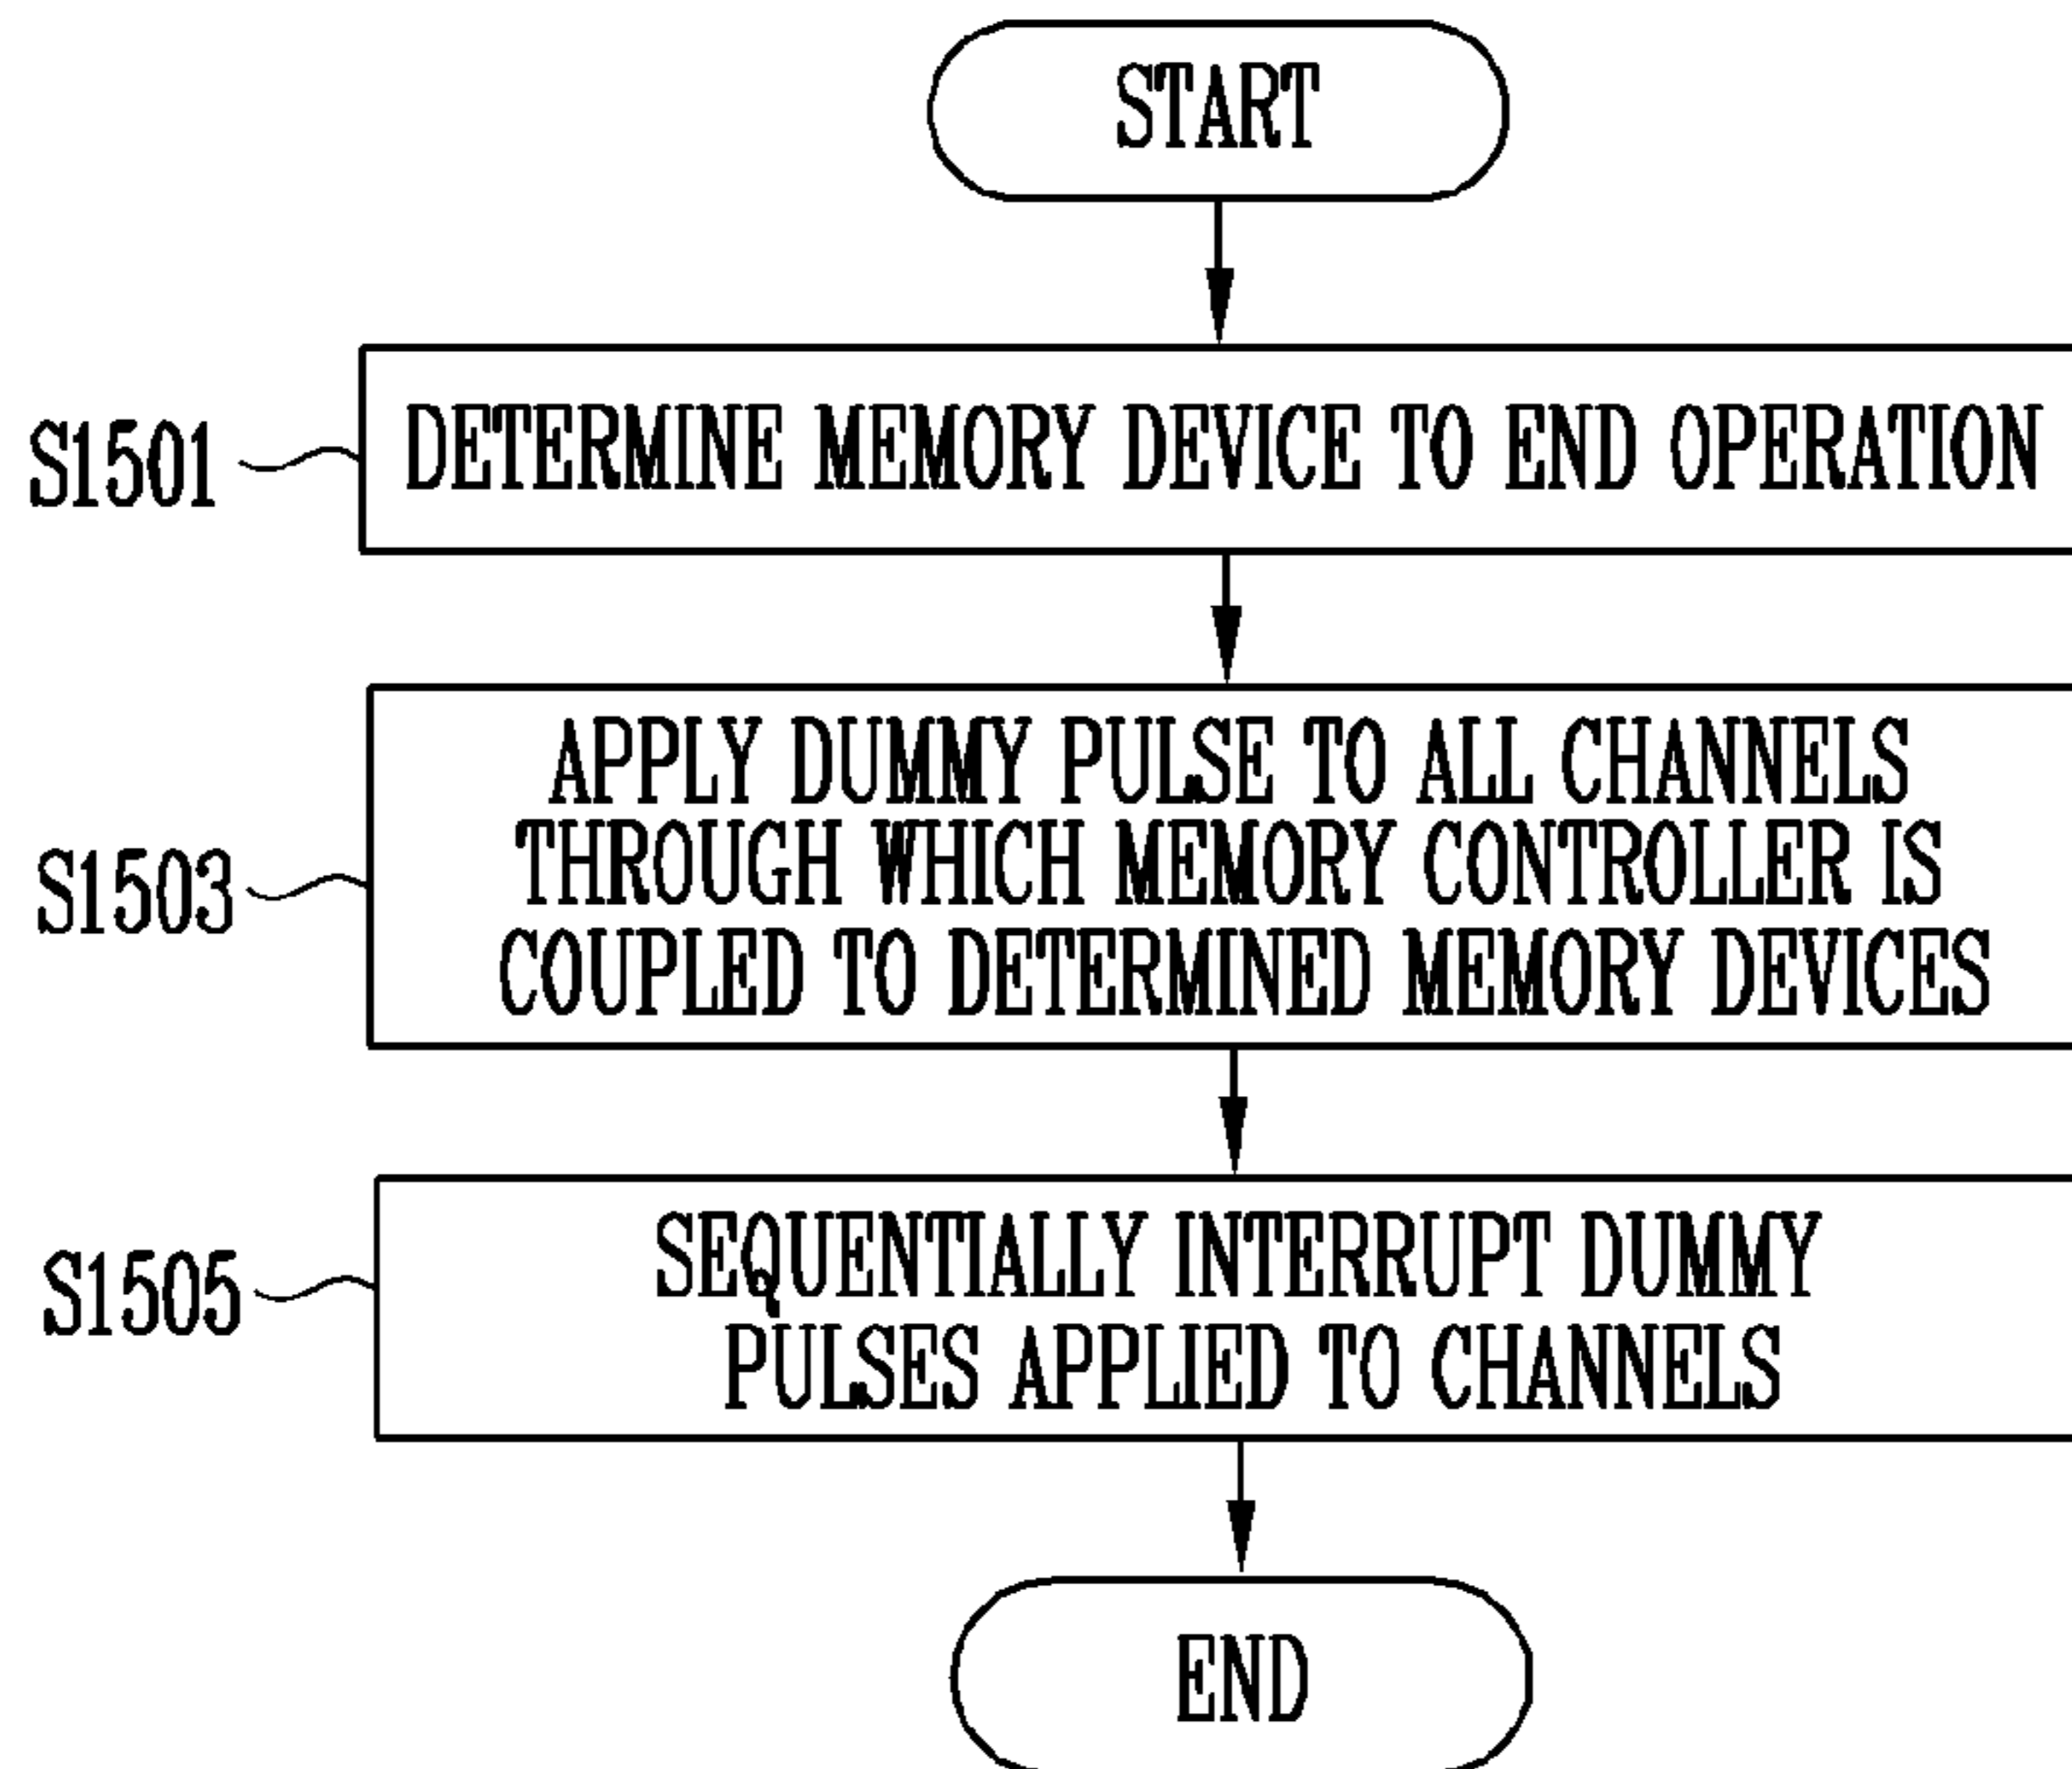 START
S1501
DETERMINE MEMORY DEVICE TO END OPERATION
S1503
APPLY DUMMY PULSE TO ALL CHANNELS
THROUGH WHICH MEMORY CONTROLLER IS
COUPLED TO DETERMINED MEMORY DEVICES
S1505
SEQUENTIALLY INTERRUPT DUMMY
PULSES APPLIED TO CHANNELS
END